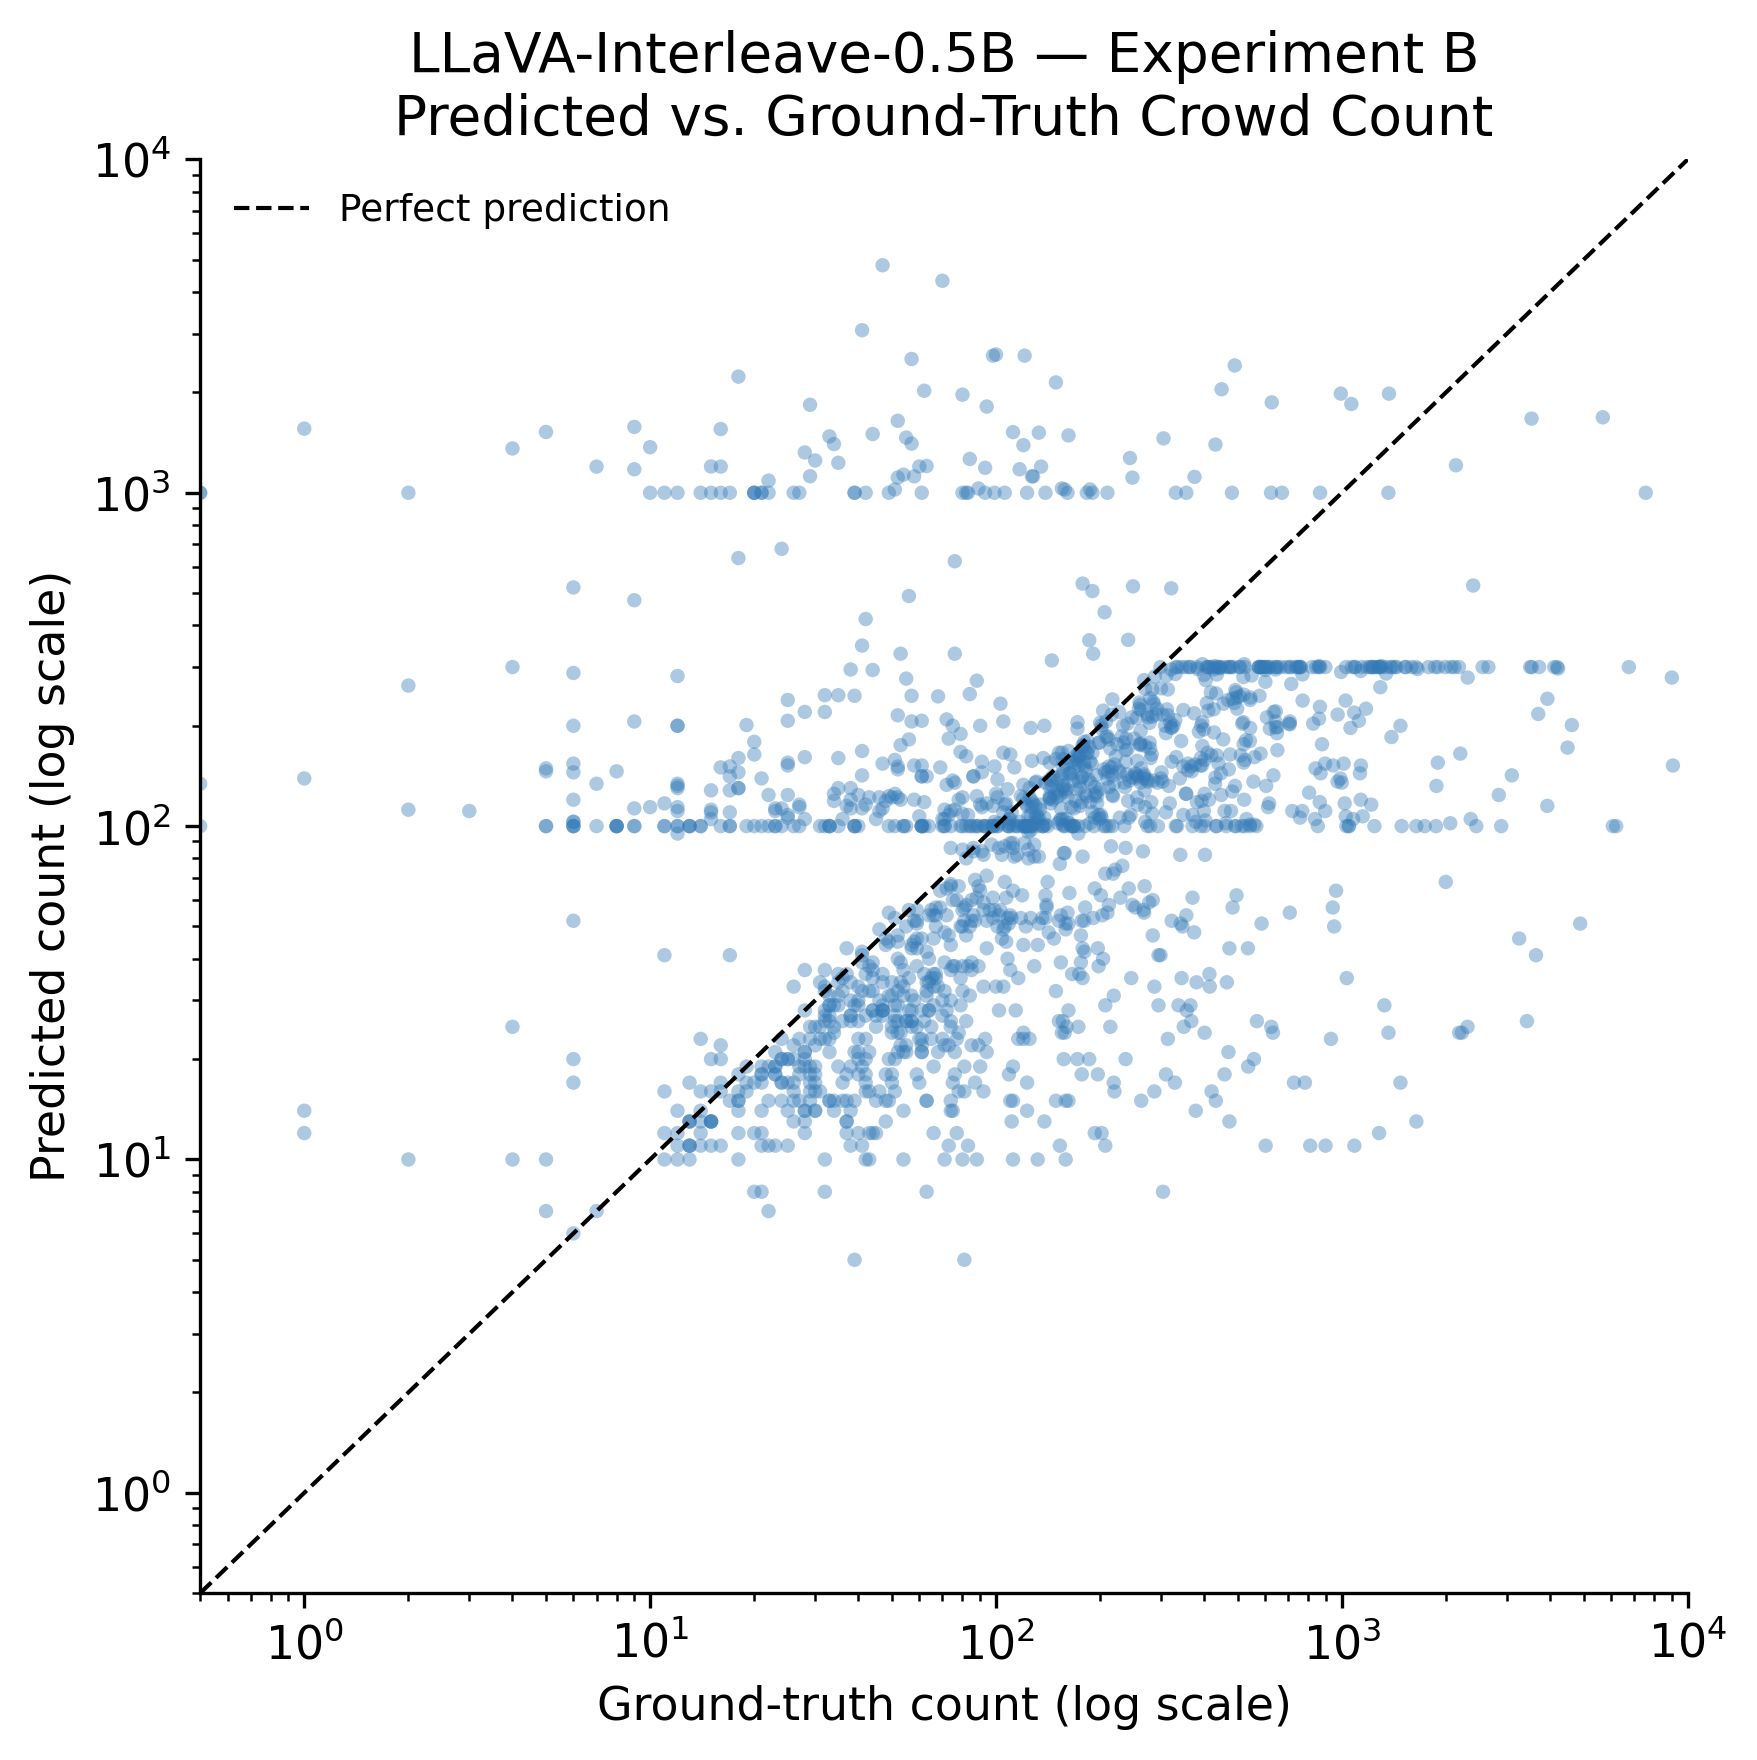 LLaVA-Interleave-0.5B — Experiment B
Predicted vs. Ground-Truth Crowd Count
Perfect prediction
Predicted count (log scale)
10⁴
10³
10²
10¹
10⁰
10⁰ 10¹ 10² 10³ 10⁴
Ground-truth count (log scale)